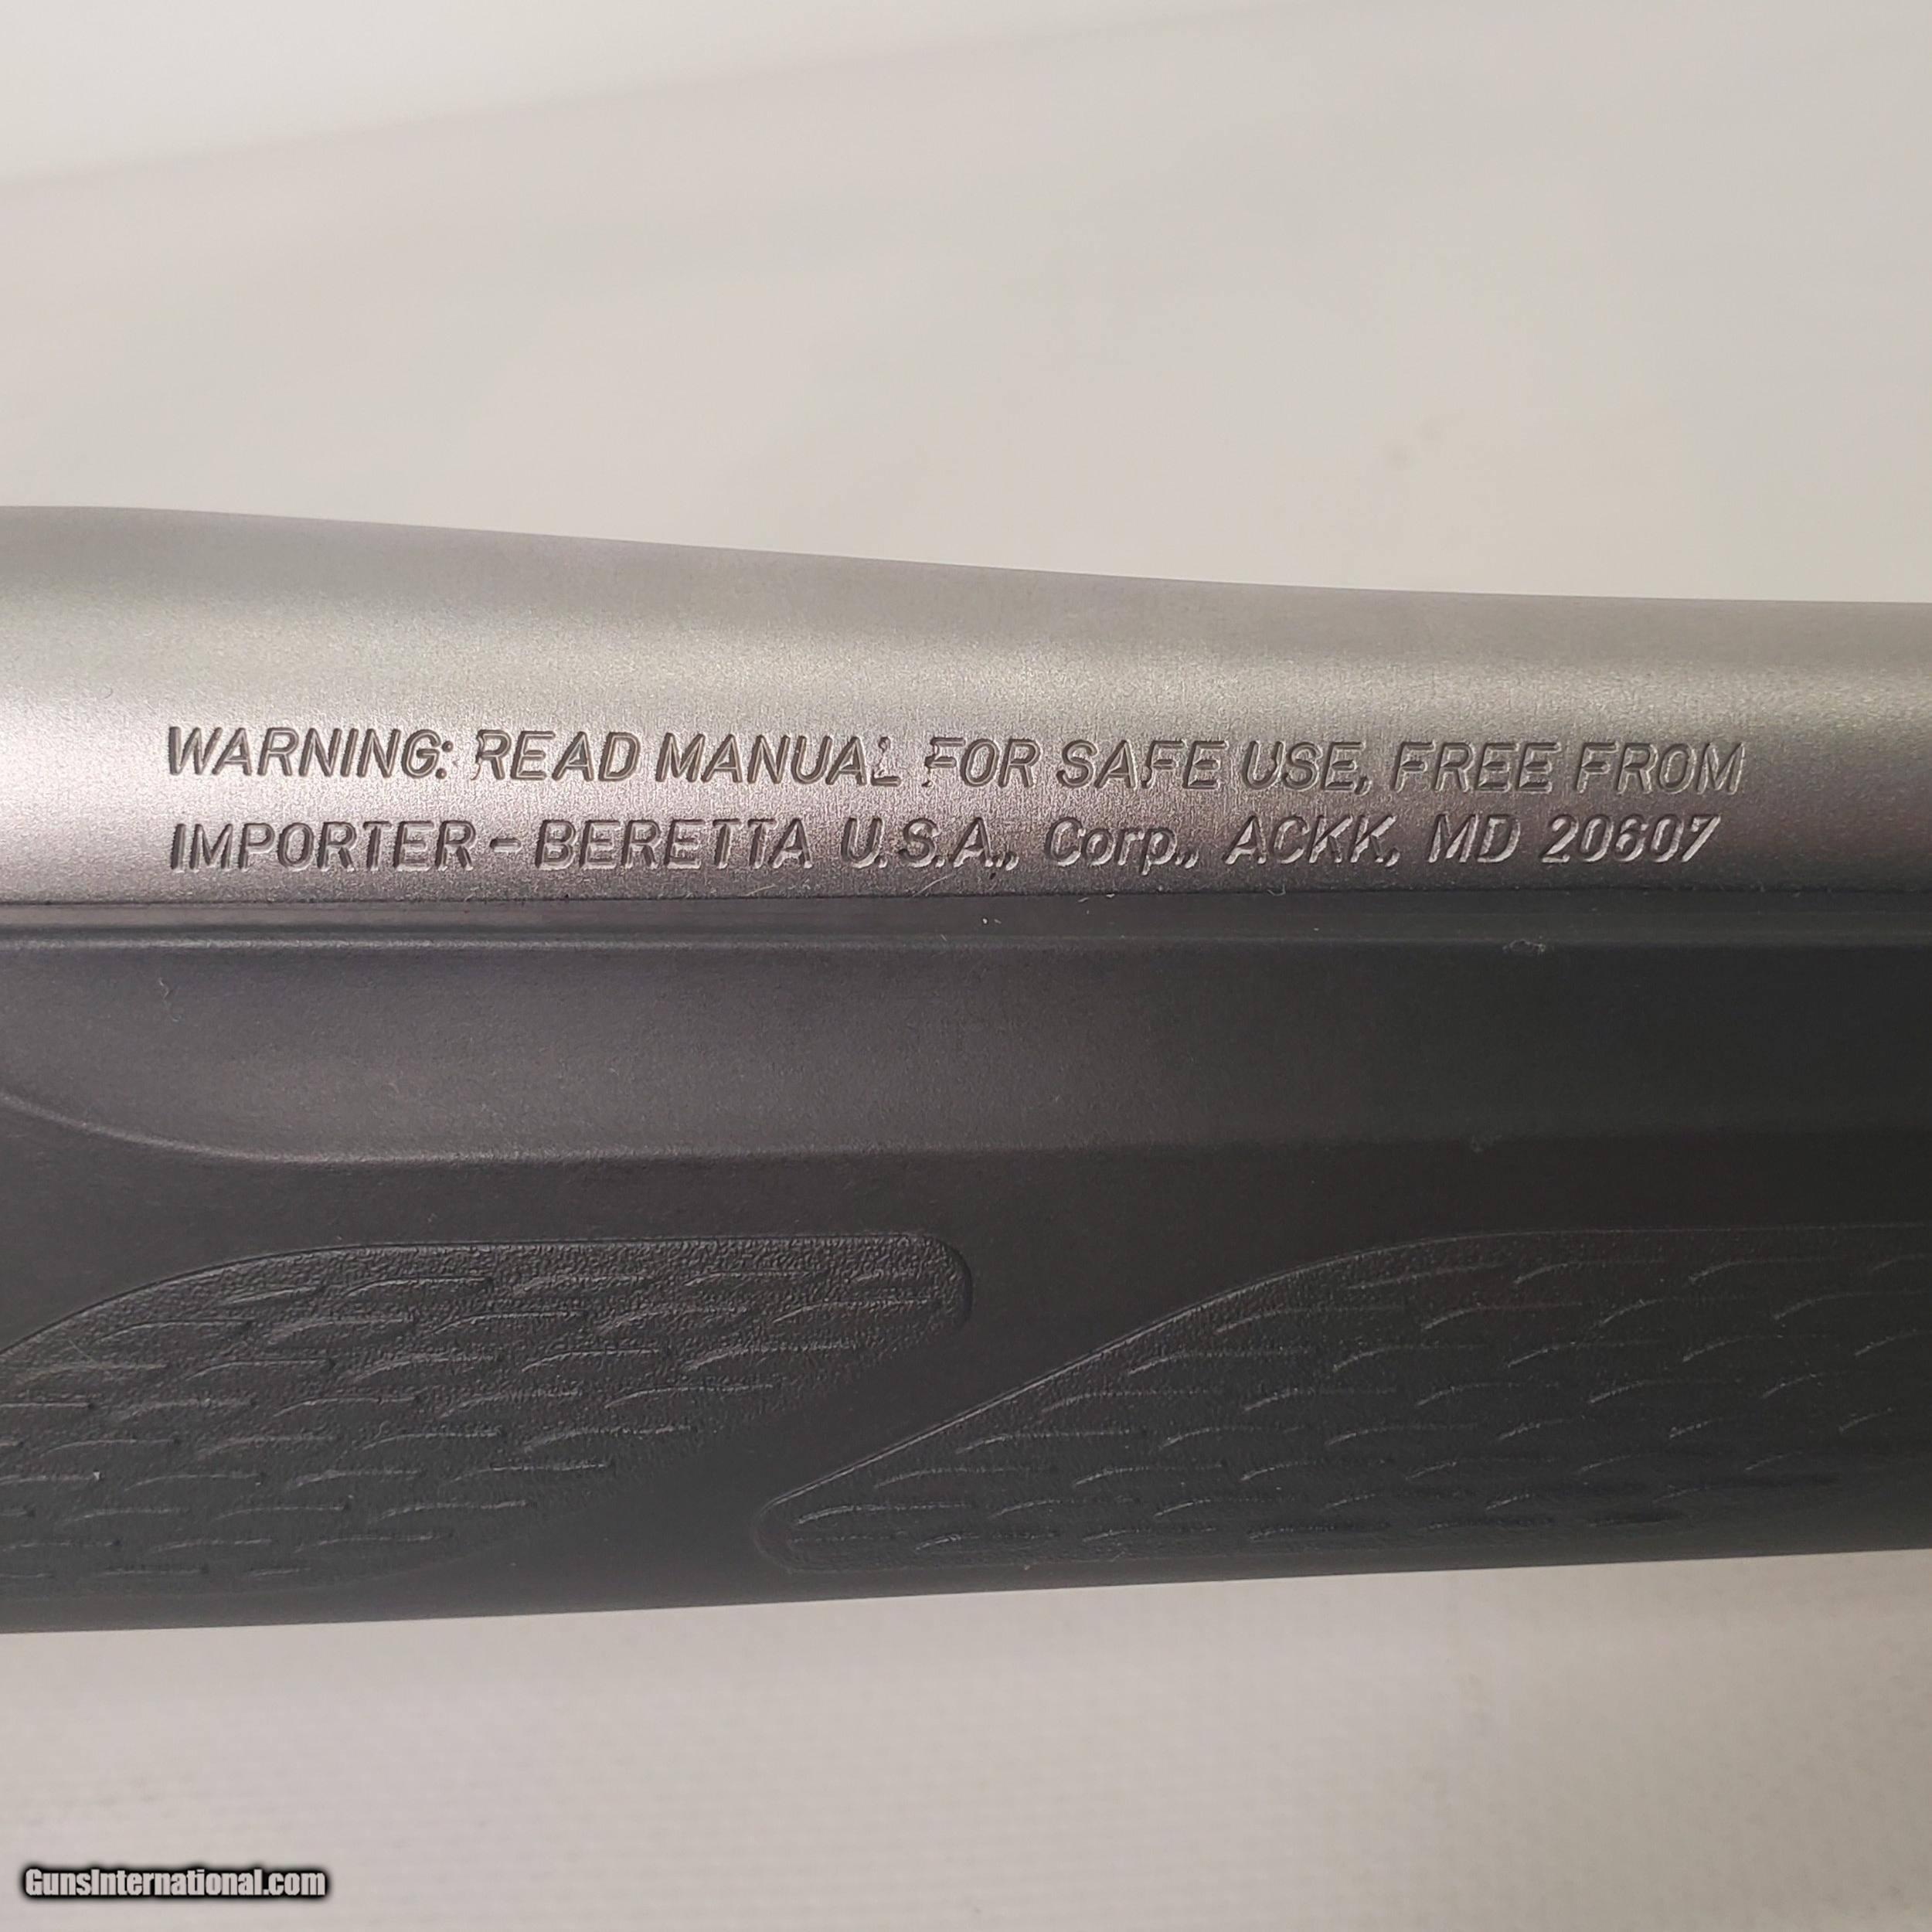 WARNING: READ MANUAL FOR SAFE USE, FREE FROM
IMPORTER - BERETTA U.S.A., Corp., ACKK, MD 20607
GunsInternational.com